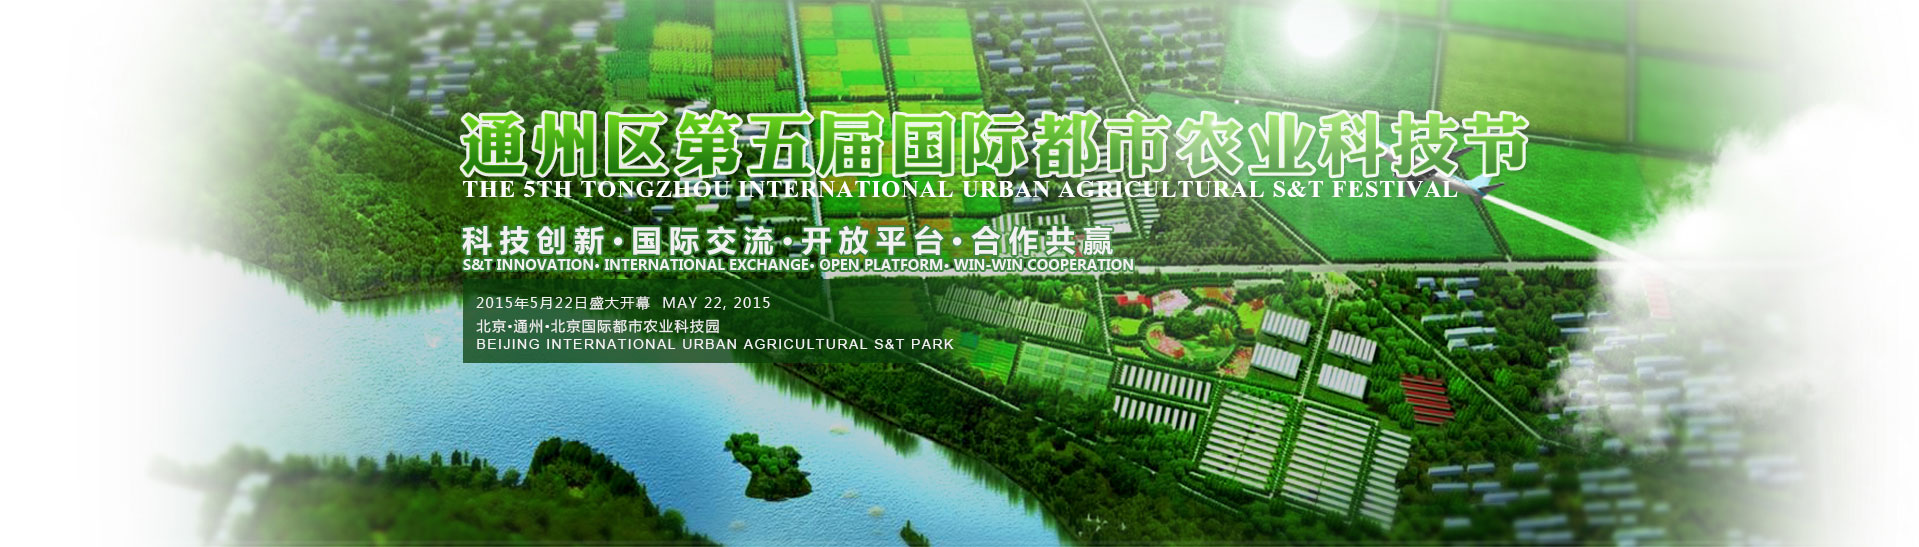 通州区第五届国际都市农业科技节
THE 5TH TONGZHOU INTERNATIONAL URBAN AGRICULTURAL S&T FESTIVAL
科技创新·国际交流·开放平台·合作共赢
S&T INNOVATION· INTERNATIONAL EXCHANGE· OPEN PLATFORM· WIN-WIN COOPERATION
2015年5月22日盛大开幕 MAY 22, 2015
北京·通州·北京国际都市农业科技园
BEIJING INTERNATIONAL URBAN AGRICULTURAL S&T PARK